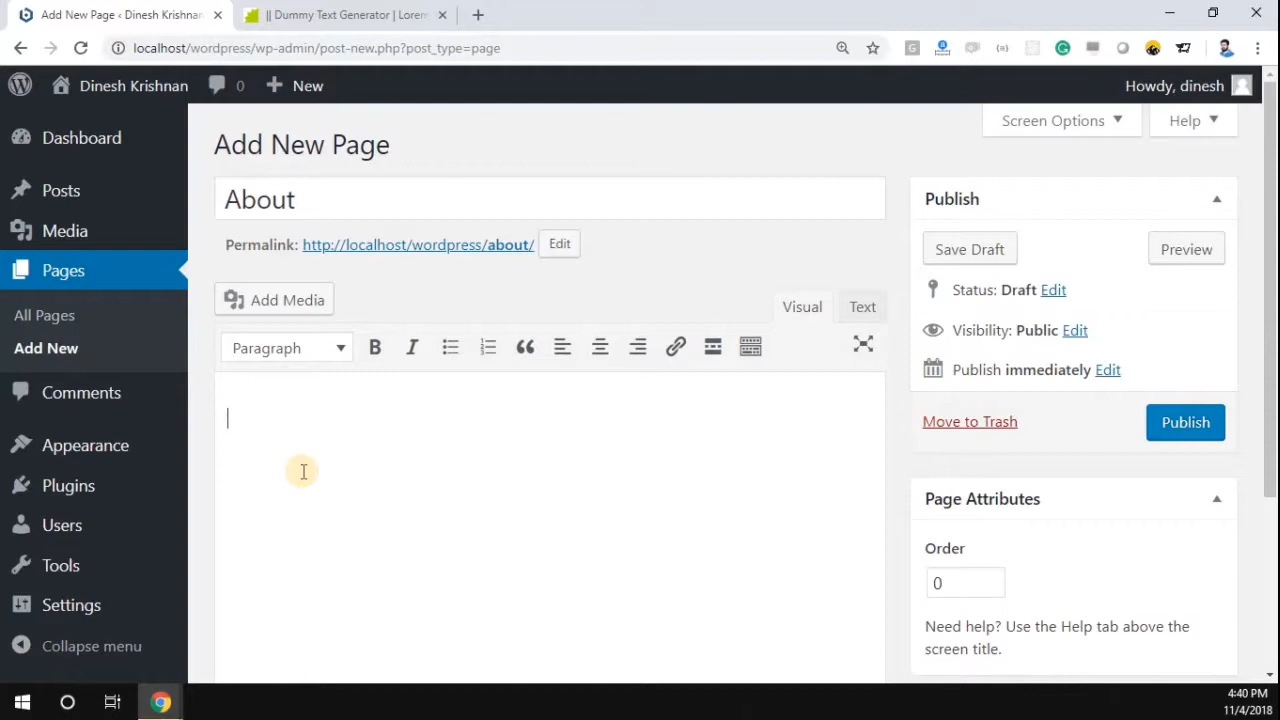 Add New Page ‹ Dinesh Krishnan
|| Dummy Text Generator | Lorem
localhost/wordpress/wp-admin/post-new.php?post_type=page
Dinesh Krishnan
0
New
Howdy, dinesh
Dashboard
Posts
Media
Pages
All Pages
Add New
Comments
Appearance
Plugins
Users
Tools
Settings
Collapse menu
Screen Options
Help
Add New Page
About
Permalink: http://localhost/wordpress/about/ Edit
Add Media
Visual
Text
Paragraph
B
I
Publish
Save Draft
Preview
Status: Draft Edit
Visibility: Public Edit
Publish immediately Edit
Move to Trash
Publish
Page Attributes
Order
0
Need help? Use the Help tab above the
screen title.
4:40 PM
11/4/2018